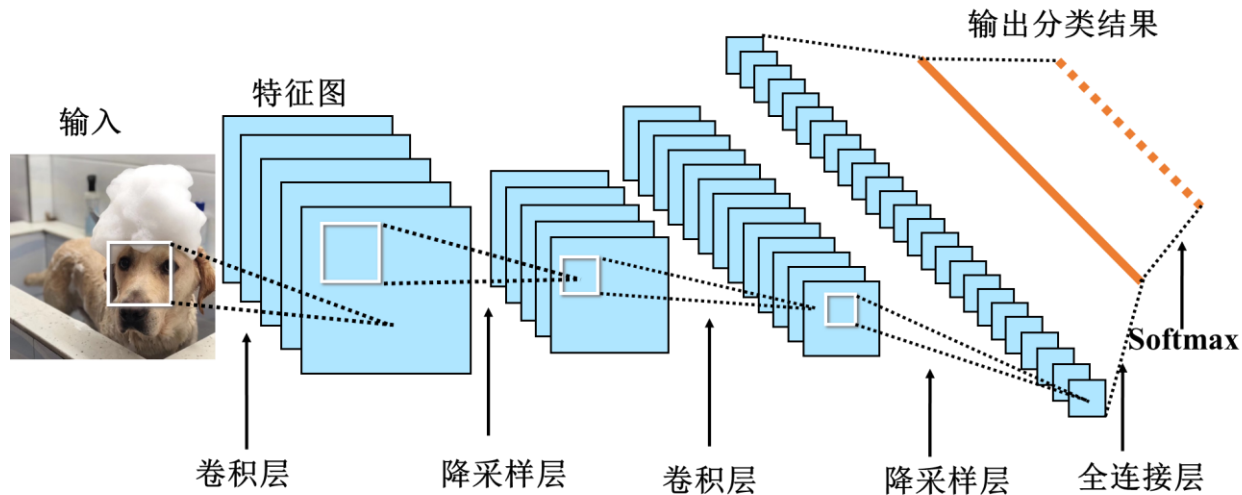 输出分类结果
特征图
输入
Softmax
卷积层
降采样层
卷积层
降采样层
全连接层